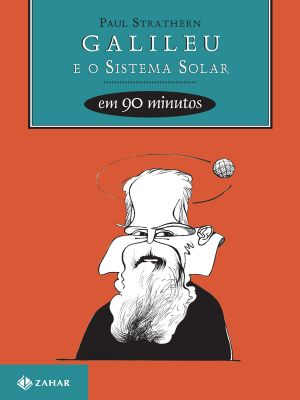 PAUL STRATHERN
GALILEU
E O SISTEMA SOLAR
em 90 minutos
ZAHAR